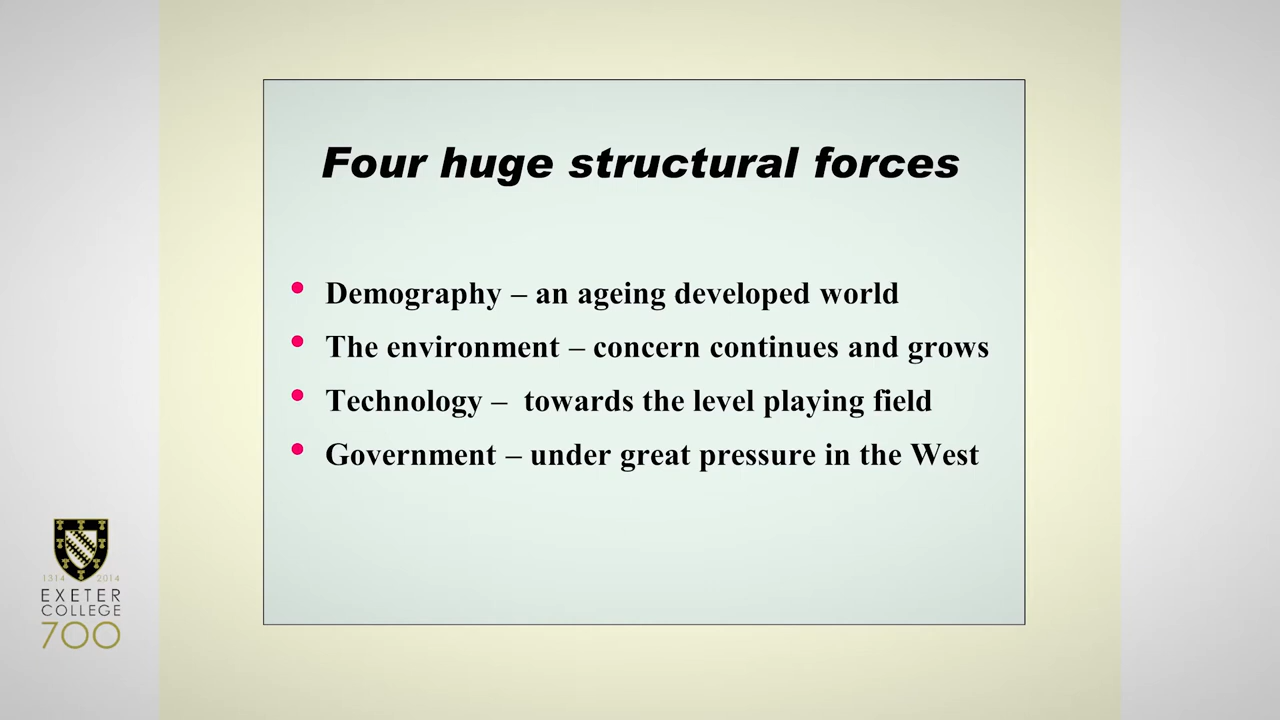 Four huge structural forces
• Demography – an ageing developed world
• The environment – concern continues and grows
• Technology –  towards the level playing field
• Government – under great pressure in the West
1314 2014
EXETER
COLLEGE
700